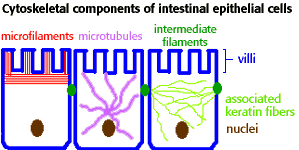 Cytoskeletal components of intestinal epithelial cells
microfilaments microtubules intermediate
filaments
villi
associated
keratin fibers
nuclei